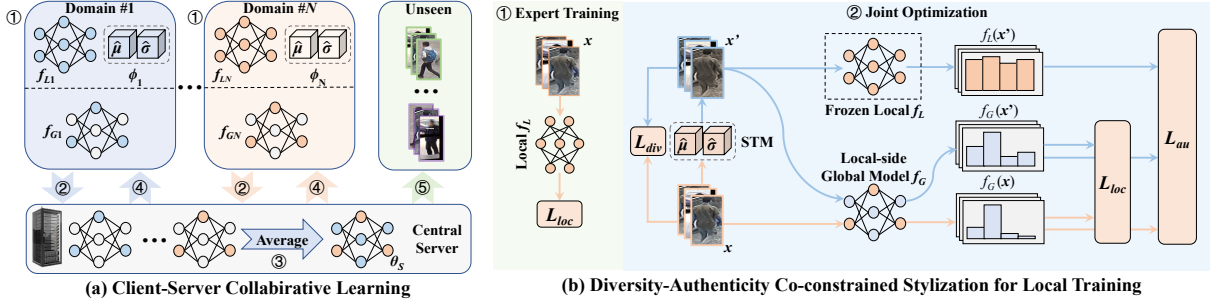 ① Domain #1
μ̂ σ̂
f_L1 ϕ_1
f_G1
① Domain #N
μ̂ σ̂
f_LN ϕ_N
f_GN
Unseen
② ④ ② ④ ⑤
Average
③
θ_S
Central
Server
(a) Client-Server Collabirative Learning
① Expert Training
x
Local f_L
L_loc
② Joint Optimization
x'
L_div
μ̂ σ̂
STM
x
Frozen Local f_L
Local-side
Global Model f_G
f_L(x')
f_G(x')
f_G(x)
L_loc
L_au
(b) Diversity-Authenticity Co-constrained Stylization for Local Training